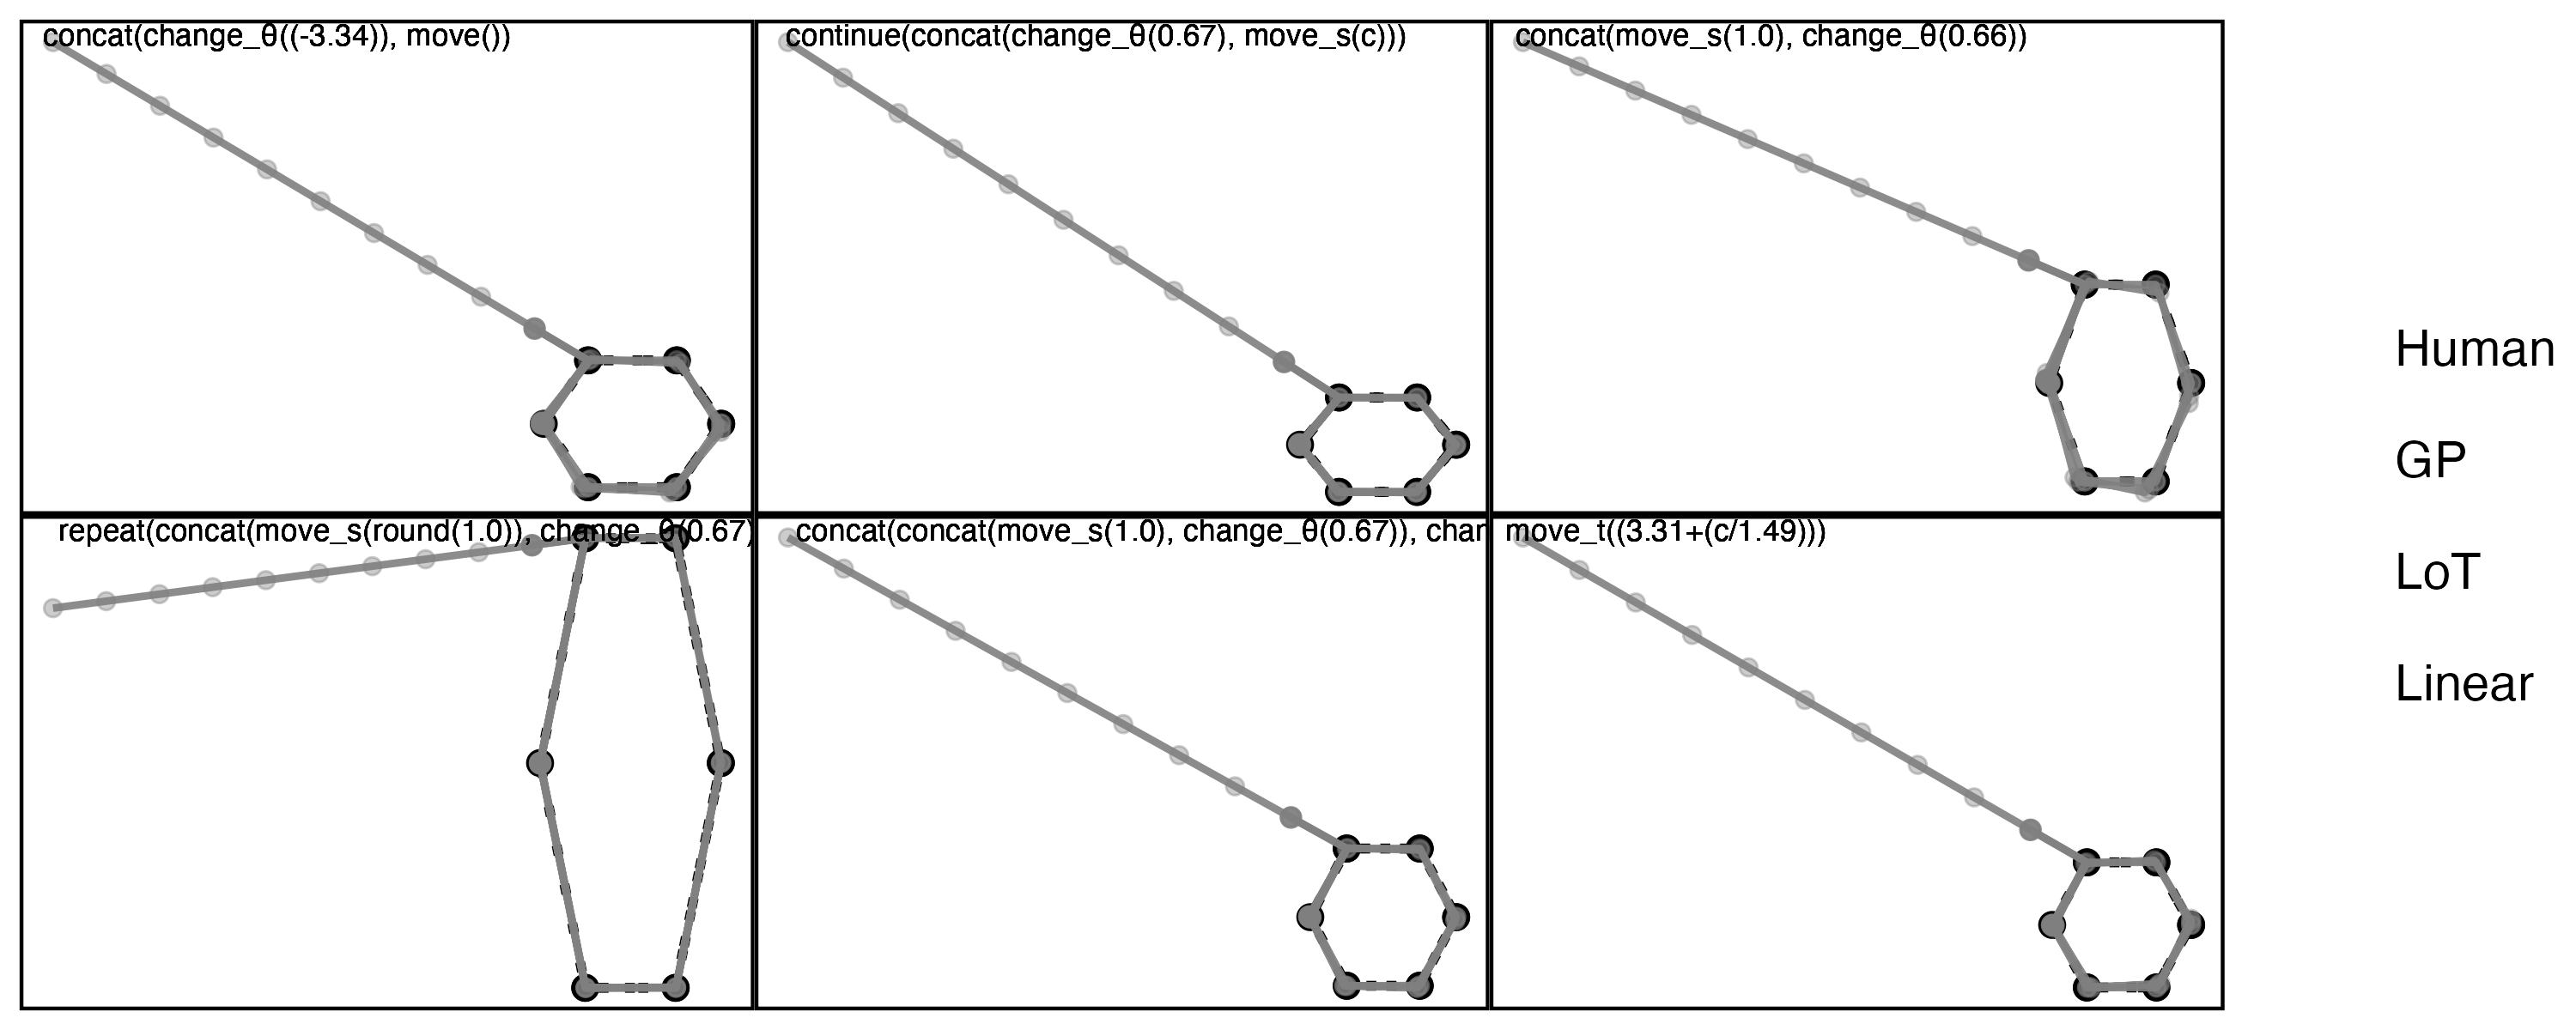 concat(change_θ((-3.34)), move())
continue(concat(change_θ(0.67), move_s(c)))
concat(move_s(1.0), change_θ(0.66))
repeat(concat(move_s(round(1.0)), change_θ(0.67)
concat(concat(move_s(1.0), change_θ(0.67)), char
move_t((3.31+(c/1.49)))
Human
GP
LoT
Linear